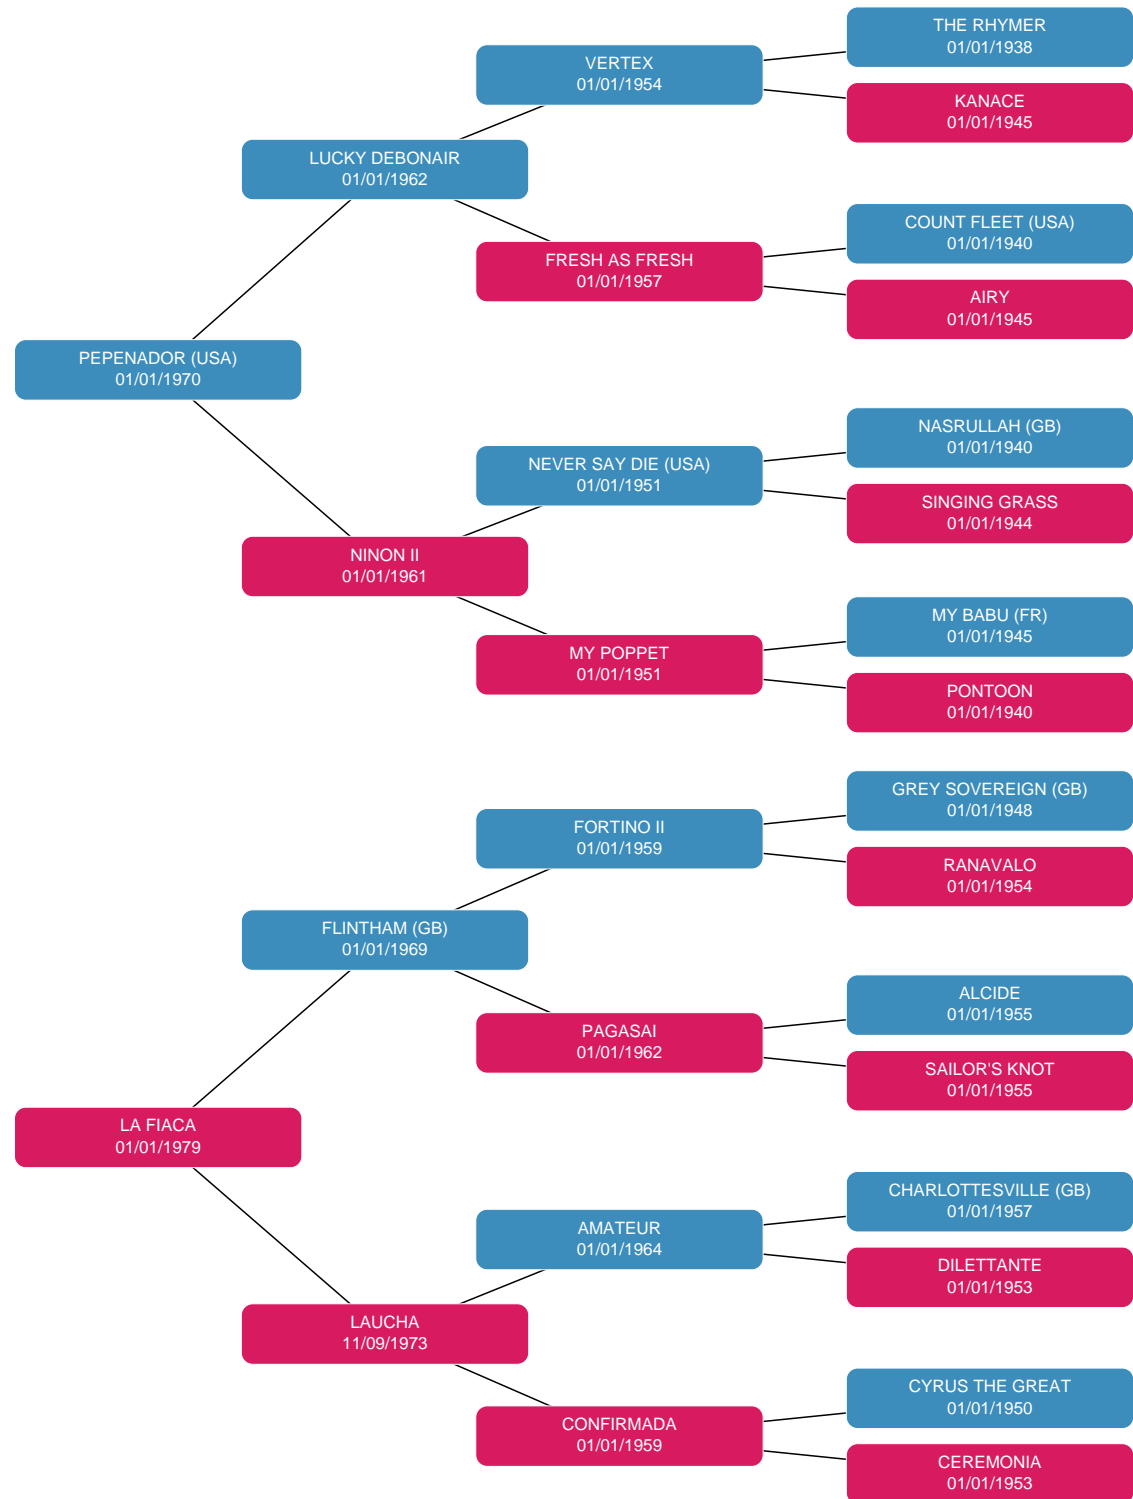 THE RHYMER
01/01/1938
VERTEX
01/01/1954
KANACE
01/01/1945
LUCKY DEBONAIR
01/01/1962
COUNT FLEET (USA)
01/01/1940
FRESH AS FRESH
01/01/1957
AIRY
01/01/1945
PEPENADOR (USA)
01/01/1970
NASRULLAH (GB)
01/01/1940
NEVER SAY DIE (USA)
01/01/1951
SINGING GRASS
01/01/1944
NINON II
01/01/1961
MY BABU (FR)
01/01/1945
MY POPPET
01/01/1951
PONTOON
01/01/1940
GREY SOVEREIGN (GB)
01/01/1948
FORTINO II
01/01/1959
RANAVALO
01/01/1954
FLINTHAM (GB)
01/01/1969
ALCIDE
01/01/1955
PAGASAI
01/01/1962
SAILOR'S KNOT
01/01/1955
LA FIACA
01/01/1979
CHARLOTTESVILLE (GB)
01/01/1957
AMATEUR
01/01/1964
DILETTANTE
01/01/1953
LAUCHA
11/09/1973
CYRUS THE GREAT
01/01/1950
CONFIRMADA
01/01/1959
CEREMONIA
01/01/1953